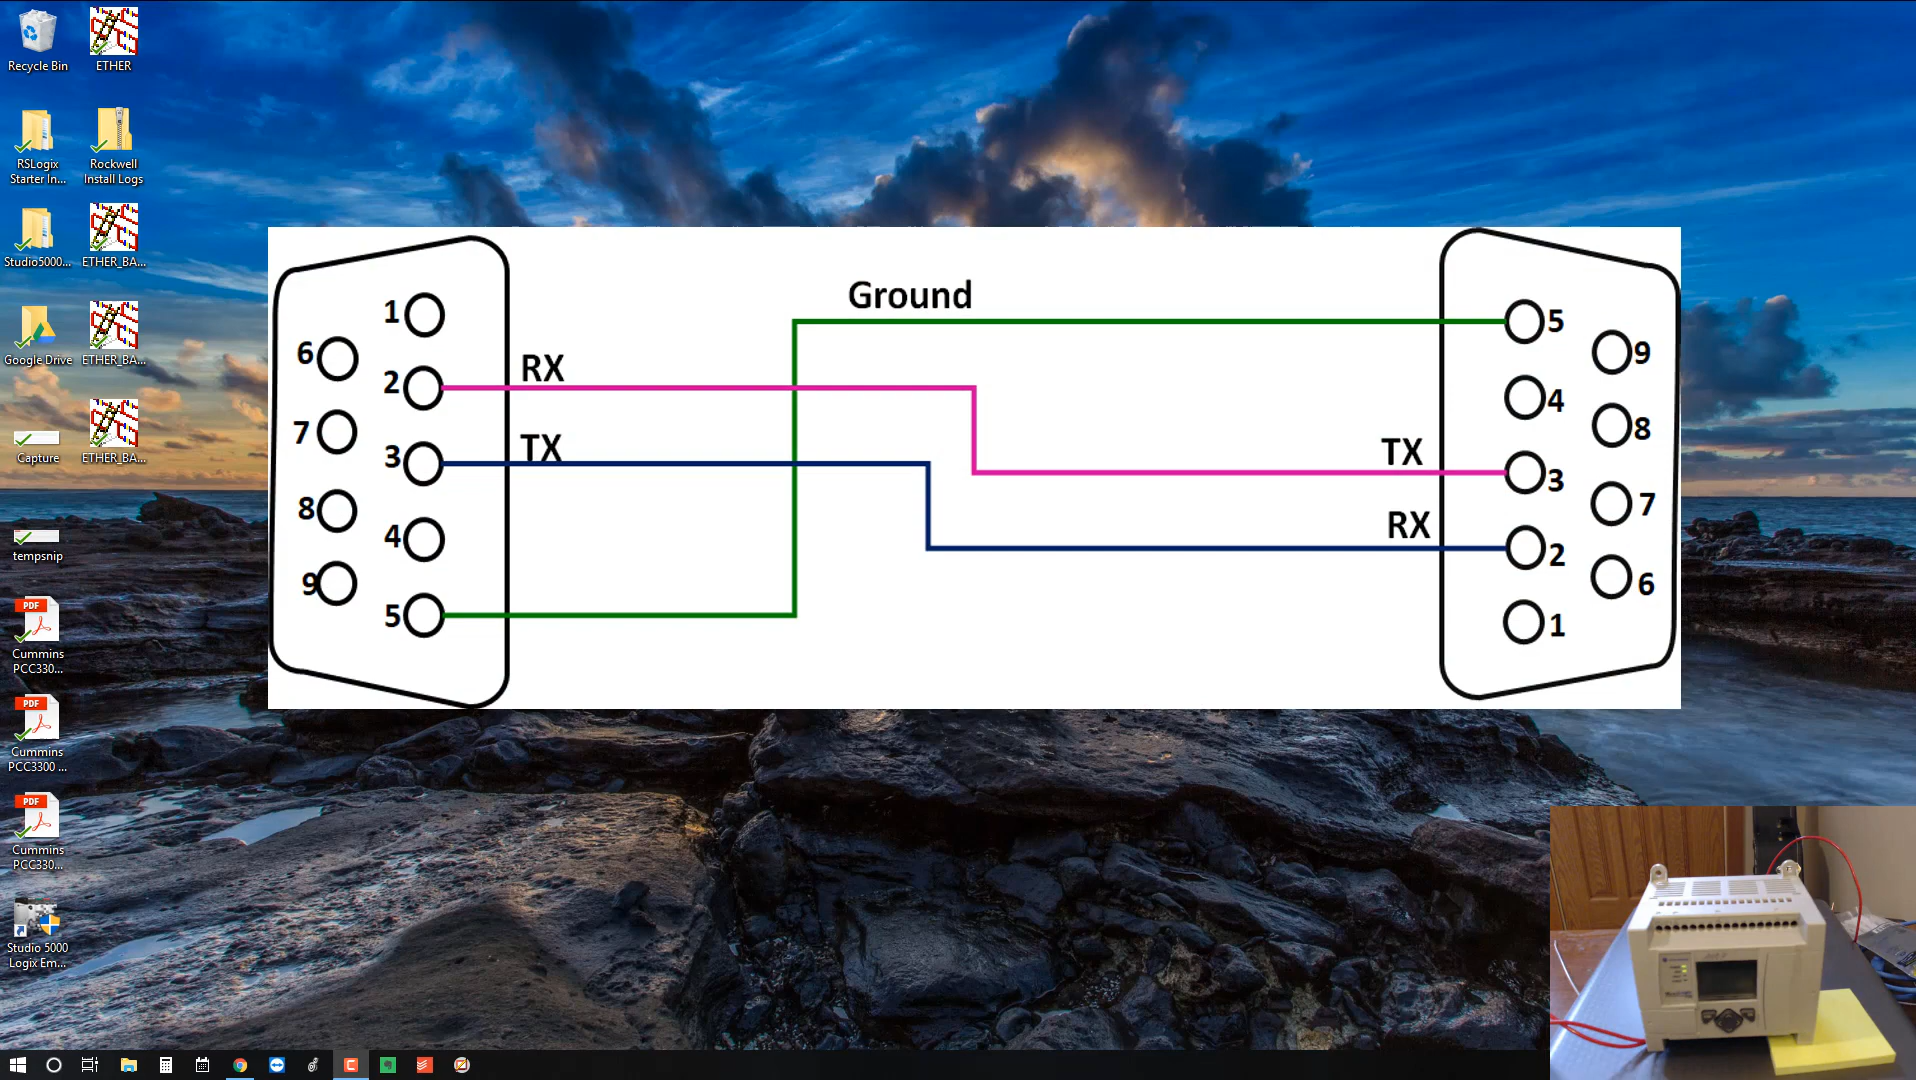 Recycle Bin
ETHER
RSLogix
Starter In...
Rockwell
Install Logs
Studio5000...
ETHER_BA...
Google Drive
ETHER_BA...
Capture
ETHER_BA...
tempsnip
PDF
Cummins
PCC330...
PDF
Cummins
PCC3300 ...
PDF
Cummins
PCC330...
Studio 5000
Logix Em...
Ground
1
6
RX
2
7
TX
3
8
4
9
5
5
9
4
8
TX
3
7
RX
2
6
1